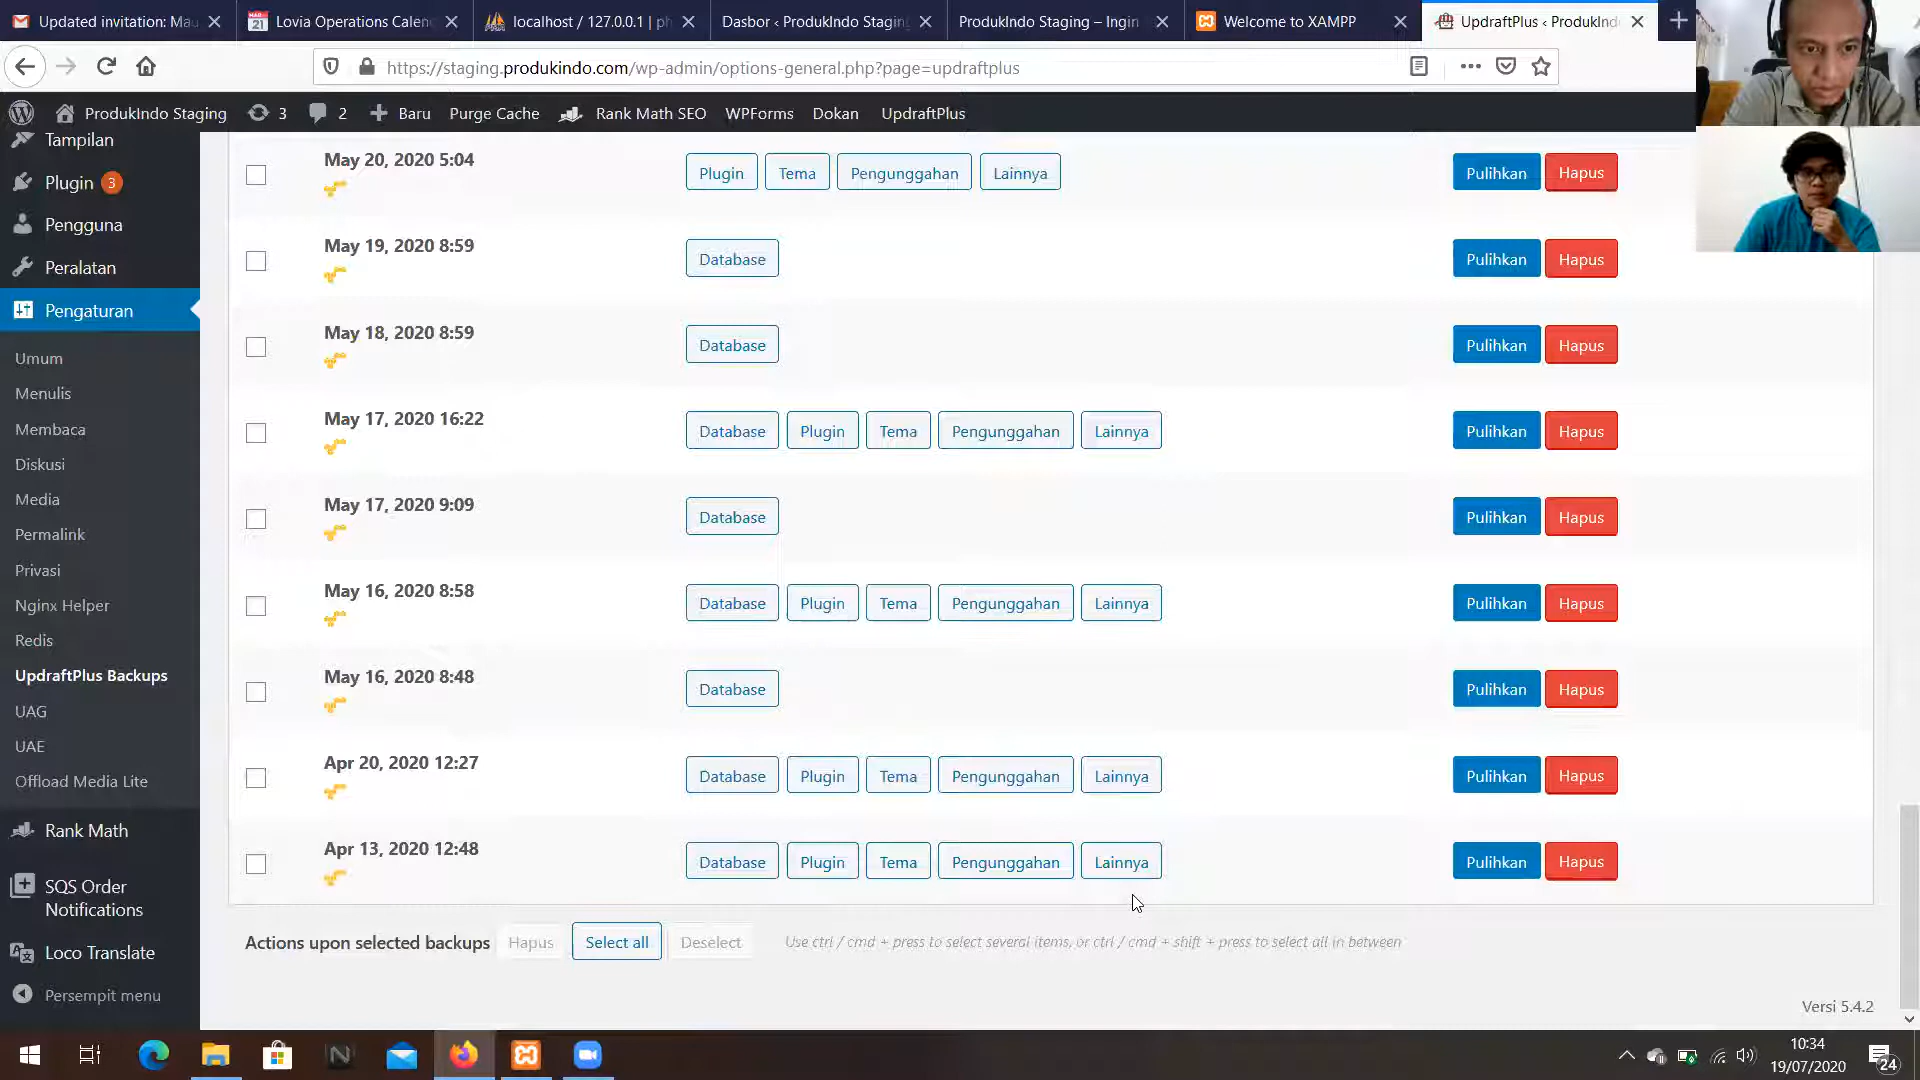 Updated invitation: Mau
Lovia Operations Calen
localhost / 127.0.0.1 | ph
Dasbor ‹ ProdukIndo Staging
ProdukIndo Staging – Ingin
Welcome to XAMPP
UpdraftPlus ‹ ProdukInd
https://staging.produkindo.com/wp-admin/options-general.php?page=updraftplus
ProdukIndo Staging
3
2
Baru
Purge Cache
Rank Math SEO
WPForms
Dokan
UpdraftPlus
Tampilan
Plugin 3
Pengguna
Peralatan
Pengaturan
Umum
Menulis
Membaca
Diskusi
Media
Permalink
Privasi
Nginx Helper
Redis
UpdraftPlus Backups
UAG
UAE
Offload Media Lite
Rank Math
SQS Order
Notifications
Loco Translate
Persempit menu
May 20, 2020 5:04 Plugin Tema Pengunggahan Lainnya Pulihkan Hapus
May 19, 2020 8:59 Database Pulihkan Hapus
May 18, 2020 8:59 Database Pulihkan Hapus
May 17, 2020 16:22 Database Plugin Tema Pengunggahan Lainnya Pulihkan Hapus
May 17, 2020 9:09 Database Pulihkan Hapus
May 16, 2020 8:58 Database Plugin Tema Pengunggahan Lainnya Pulihkan Hapus
May 16, 2020 8:48 Database Pulihkan Hapus
Apr 20, 2020 12:27 Database Plugin Tema Pengunggahan Lainnya Pulihkan Hapus
Apr 13, 2020 12:48 Database Plugin Tema Pengunggahan Lainnya Pulihkan Hapus
Actions upon selected backups Hapus Select all Deselect Use ctrl / cmd + press to select several items, or ctrl / cmd + shift + press to select all in between
Versi 5.4.2
10:34
19/07/2020
24